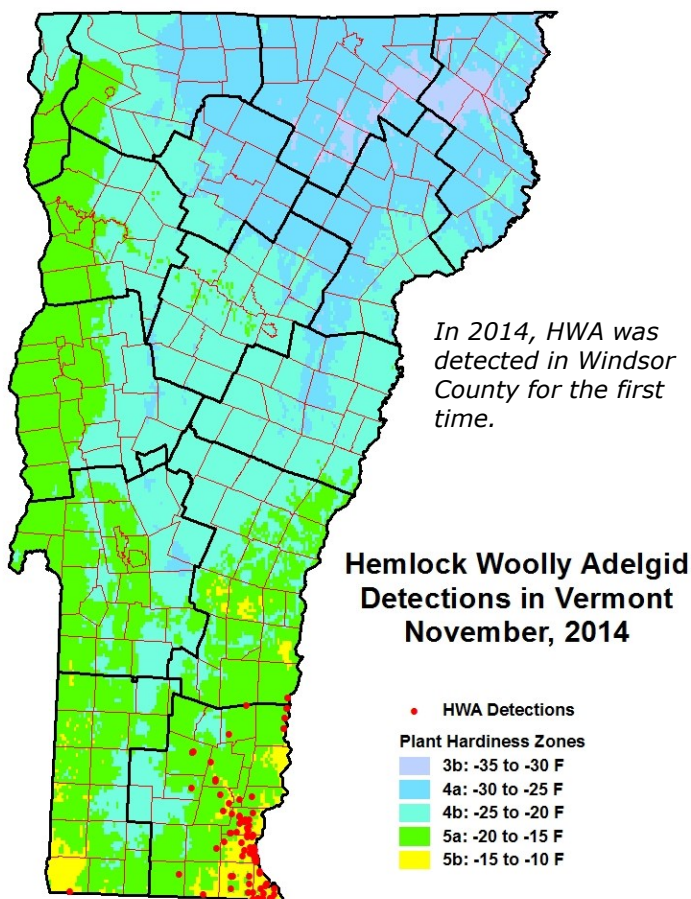 In 2014, HWA was
detected in Windsor
County for the first
time.
Hemlock Woolly Adelgid
Detections in Vermont
November, 2014
HWA Detections
Plant Hardiness Zones
3b: -35 to -30 F
4a: -30 to -25 F
4b: -25 to -20 F
5a: -20 to -15 F
5b: -15 to -10 F